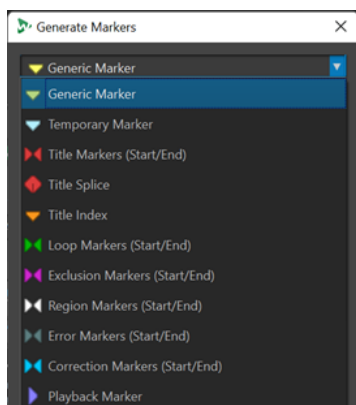 Generate Markers
Generic Marker
Generic Marker
Temporary Marker
Title Markers (Start/End)
Title Splice
Title Index
Loop Markers (Start/End)
Exclusion Markers (Start/End)
Region Markers (Start/End)
Error Markers (Start/End)
Correction Markers (Start/End)
Playback Marker